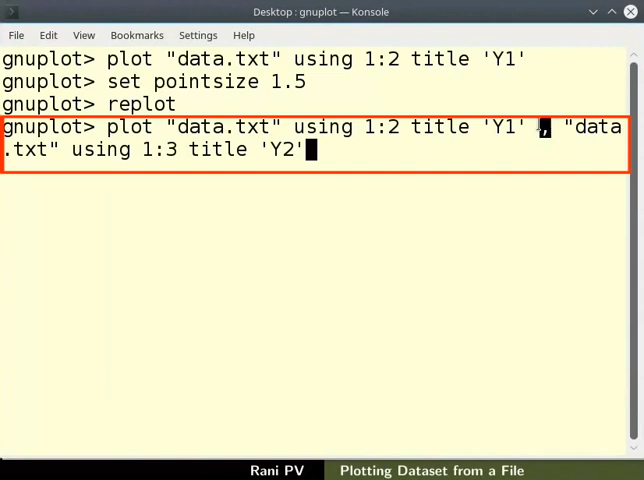 Desktop : gnuplot — Konsole
File Edit View Bookmarks Settings Help
gnuplot> plot "data.txt" using 1:2 title 'Y1'
gnuplot> set pointsize 1.5
gnuplot> replot
gnuplot> plot "data.txt" using 1:2 title 'Y1' , "data
.txt" using 1:3 title 'Y2'
Rani PV Plotting Dataset from a File